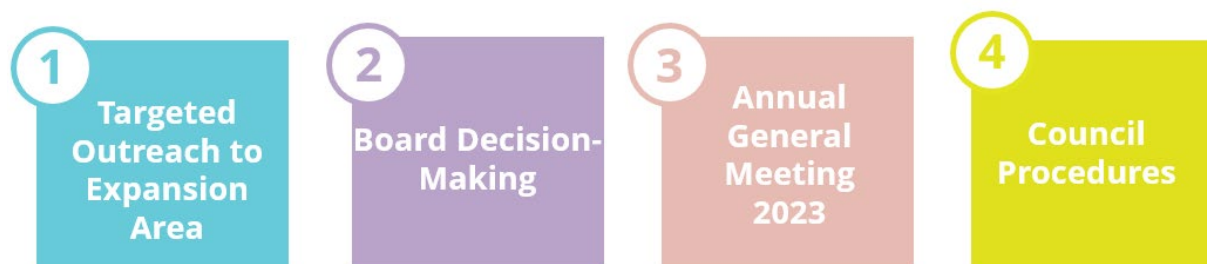 1
Targeted
Outreach to
Expansion
Area
2
Board Decision-
Making
3
Annual
General
Meeting
2023
4
Council
Procedures